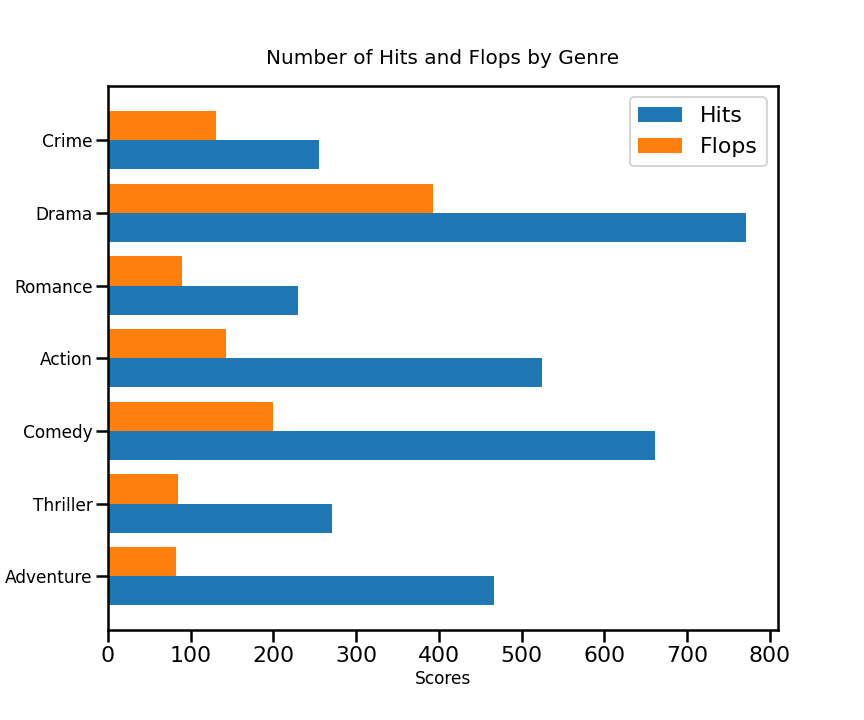 Number of Hits and Flops by Genre
Hits
Flops
Crime
Drama
Romance
Action
Comedy
Thriller
Adventure
0 100 200 300 400 500 600 700 800
Scores